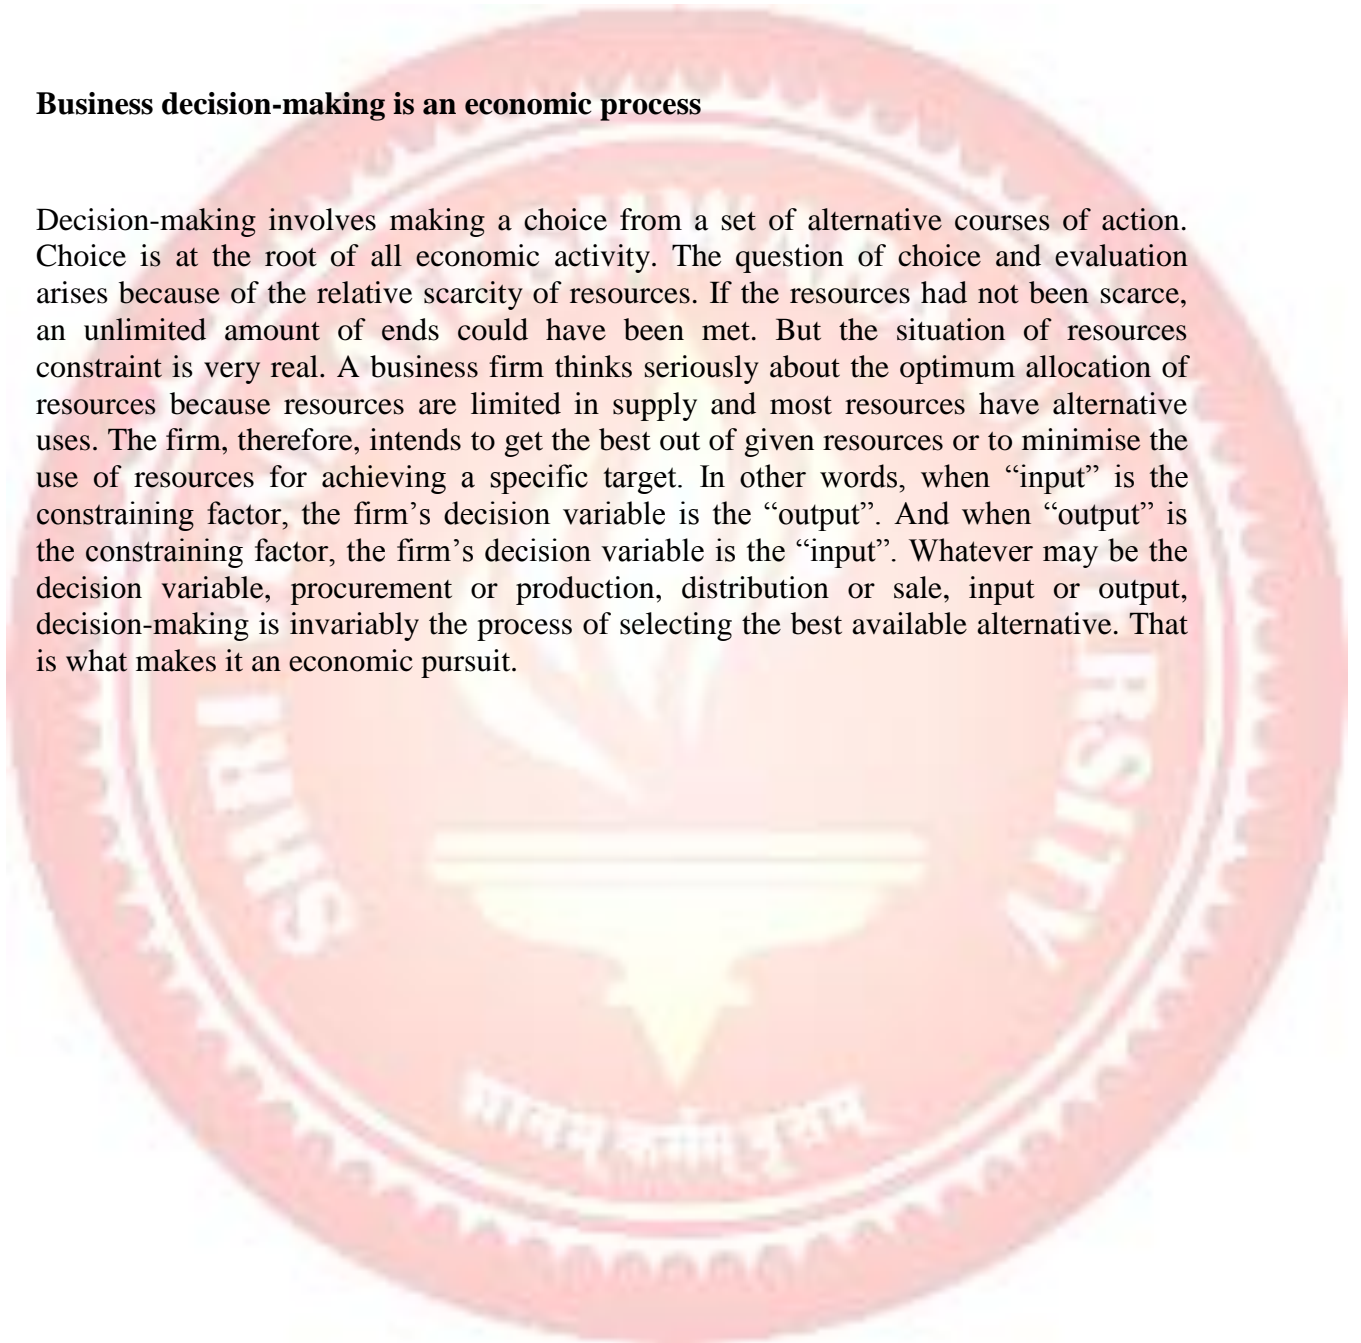 Business decision-making is an economic process
Decision-making involves making a choice from a set of alternative courses of action.
Choice is at the root of all economic activity. The question of choice and evaluation
arises because of the relative scarcity of resources. If the resources had not been scarce,
an unlimited amount of ends could have been met. But the situation of resources
constraint is very real. A business firm thinks seriously about the optimum allocation of
resources because resources are limited in supply and most resources have alternative
uses. The firm, therefore, intends to get the best out of given resources or to minimise the
use of resources for achieving a specific target. In other words, when “input” is the
constraining factor, the firm’s decision variable is the “output”. And when “output” is
the constraining factor, the firm’s decision variable is the “input”. Whatever may be the
decision variable, procurement or production, distribution or sale, input or output,
decision-making is invariably the process of selecting the best available alternative. That
is what makes it an economic pursuit.
SHRI